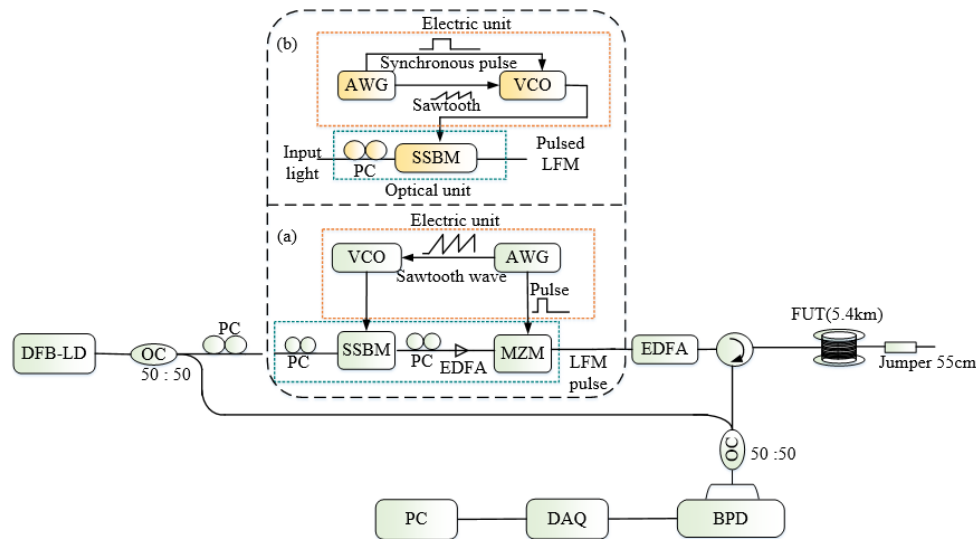 Electric unit
(b)
Synchronous pulse
AWG
VCO
Sawtooth
Input
light
PC
SSBM
Pulsed
LFM
Optical unit
Electric unit
(a)
VCO
AWG
Sawtooth wave
Pulse
FUT(5.4km)
DFB-LD
OC
50 : 50
PC
PC
SSBM
PC
EDFA
MZM
LFM
pulse
EDFA
Jumper 55cm
OC
50 :50
PC
DAQ
BPD